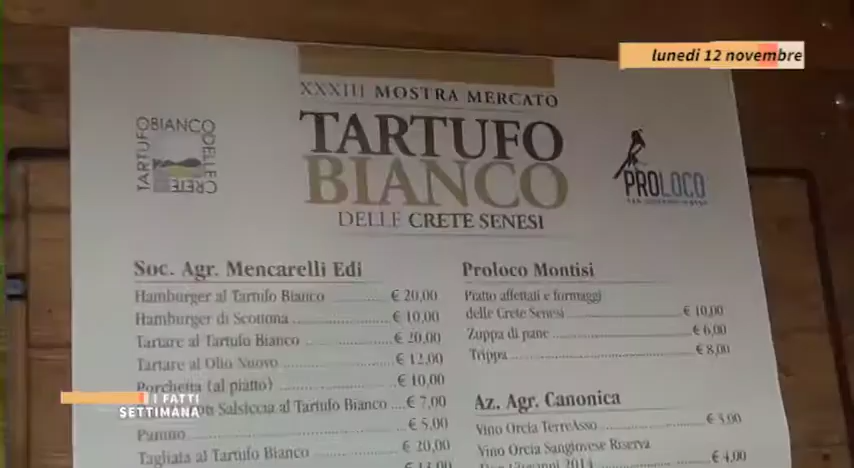 lunedì 12 novembre
XXXIII MOSTRA MERCATO
TARTUFO
BIANCO
DELLE CRETE SENESI
TARTUFO BIANCO DELLE CRETE
PROLOCO
Soc. Agr. Mencarelli Edi
Hamburger al Tartufo Bianco € 20,00
Hamburger di Scottona € 10,00
Tartare al Tartufo Bianco € 20,00
Tartare al Olio Nuovo € 12,00
Porchetta (al piatto) € 10,00
Salsiccia al Tartufo Bianco € 7,00
Panino € 5,00
Tagliata al Tartufo Bianco € 20,00
Proloco Montisi
Piatto affettati e formaggi
delle Crete Senesi € 10,00
Zuppa di pane € 6,00
Trippa € 8,00
Az. Agr. Canonica
Vino Orcia TerreAsso € 3,00
Vino Orcia Sangiovese Riserva
€ 4,00
I FATTI
SETTIMANA